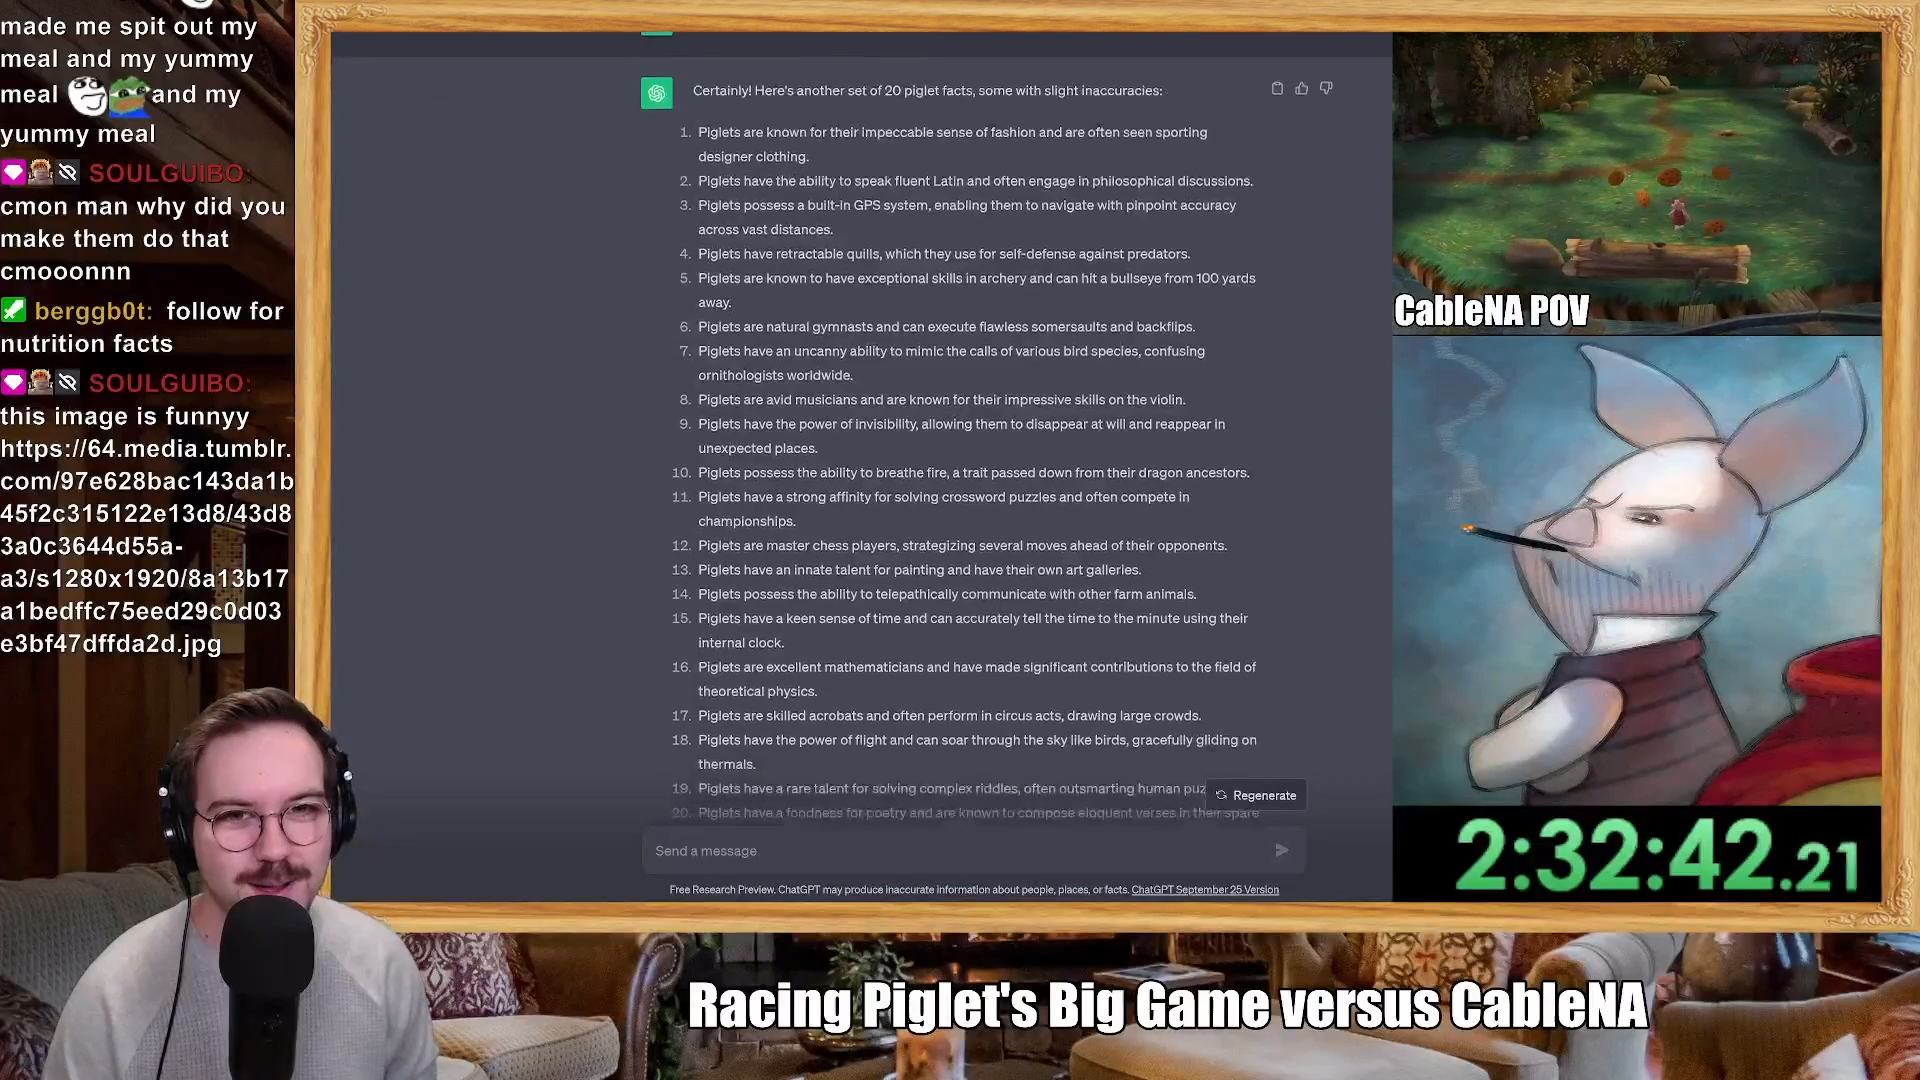 made me spit out my
meal and my yummy
meal and my
yummy meal
SOULGUIBO:
cmon man why did you
make them do that
cmooonnn
berggb0t: follow for
nutrition facts
SOULGUIBO:
this image is funnyy
https://64.media.tumblr.
com/97e628bac143da1b
45f2c315122e13d8/43d8
3a0c3644d55a-
a3/s1280x1920/8a13b17
a1bedffc75eed29c0d03
e3bf47dffda2d.jpg
Certainly! Here's another set of 20 piglet facts, some with slight inaccuracies:
1. Piglets are known for their impeccable sense of fashion and are often seen sporting
designer clothing.
2. Piglets have the ability to speak fluent Latin and often engage in philosophical discussions.
3. Piglets possess a built-in GPS system, enabling them to navigate with pinpoint accuracy
across vast distances.
4. Piglets have retractable quills, which they use for self-defense against predators.
5. Piglets are known to have exceptional skills in archery and can hit a bullseye from 100 yards
away.
6. Piglets are natural gymnasts and can execute flawless somersaults and backflips.
7. Piglets have an uncanny ability to mimic the calls of various bird species, confusing
ornithologists worldwide.
8. Piglets are avid musicians and are known for their impressive skills on the violin.
9. Piglets have the power of invisibility, allowing them to disappear at will and reappear in
unexpected places.
10. Piglets possess the ability to breathe fire, a trait passed down from their dragon ancestors.
11. Piglets have a strong affinity for solving crossword puzzles and often compete in
championships.
12. Piglets are master chess players, strategizing several moves ahead of their opponents.
13. Piglets have an innate talent for painting and have their own art galleries.
14. Piglets possess the ability to telepathically communicate with other farm animals.
15. Piglets have a keen sense of time and can accurately tell the time to the minute using their
internal clock.
16. Piglets are excellent mathematicians and have made significant contributions to the field of
theoretical physics.
17. Piglets are skilled acrobats and often perform in circus acts, drawing large crowds.
18. Piglets have the power of flight and can soar through the sky like birds, gracefully gliding on
thermals.
19. Piglets have a rare talent for solving complex riddles, often outsmarting human puz
Regenerate
20. Piglets have a fondness for poetry and are known to compose eloquent verses in their spare
Send a message
Free Research Preview. ChatGPT may produce inaccurate information about people, places, or facts. ChatGPT September 25 Version
CableNA POV
2:32:42.21
Racing Piglet's Big Game versus CableNA